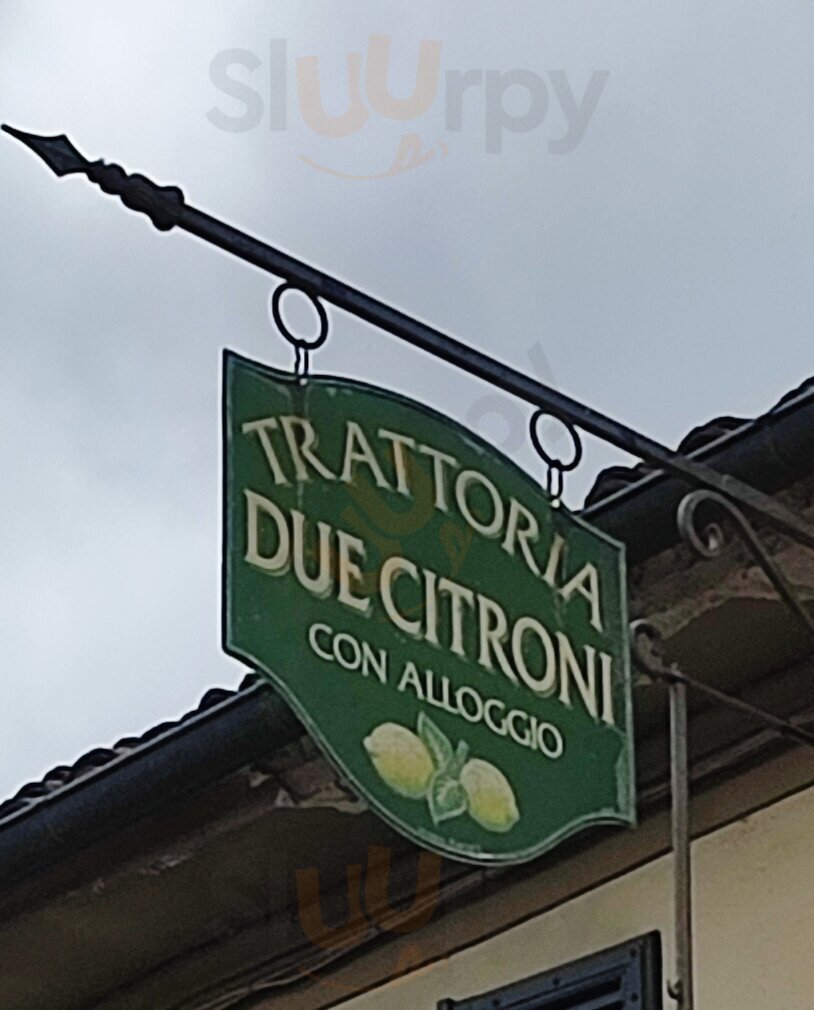 Sluurpy
TRATTORIA
DUE CITRONI
CON ALLOGGIO